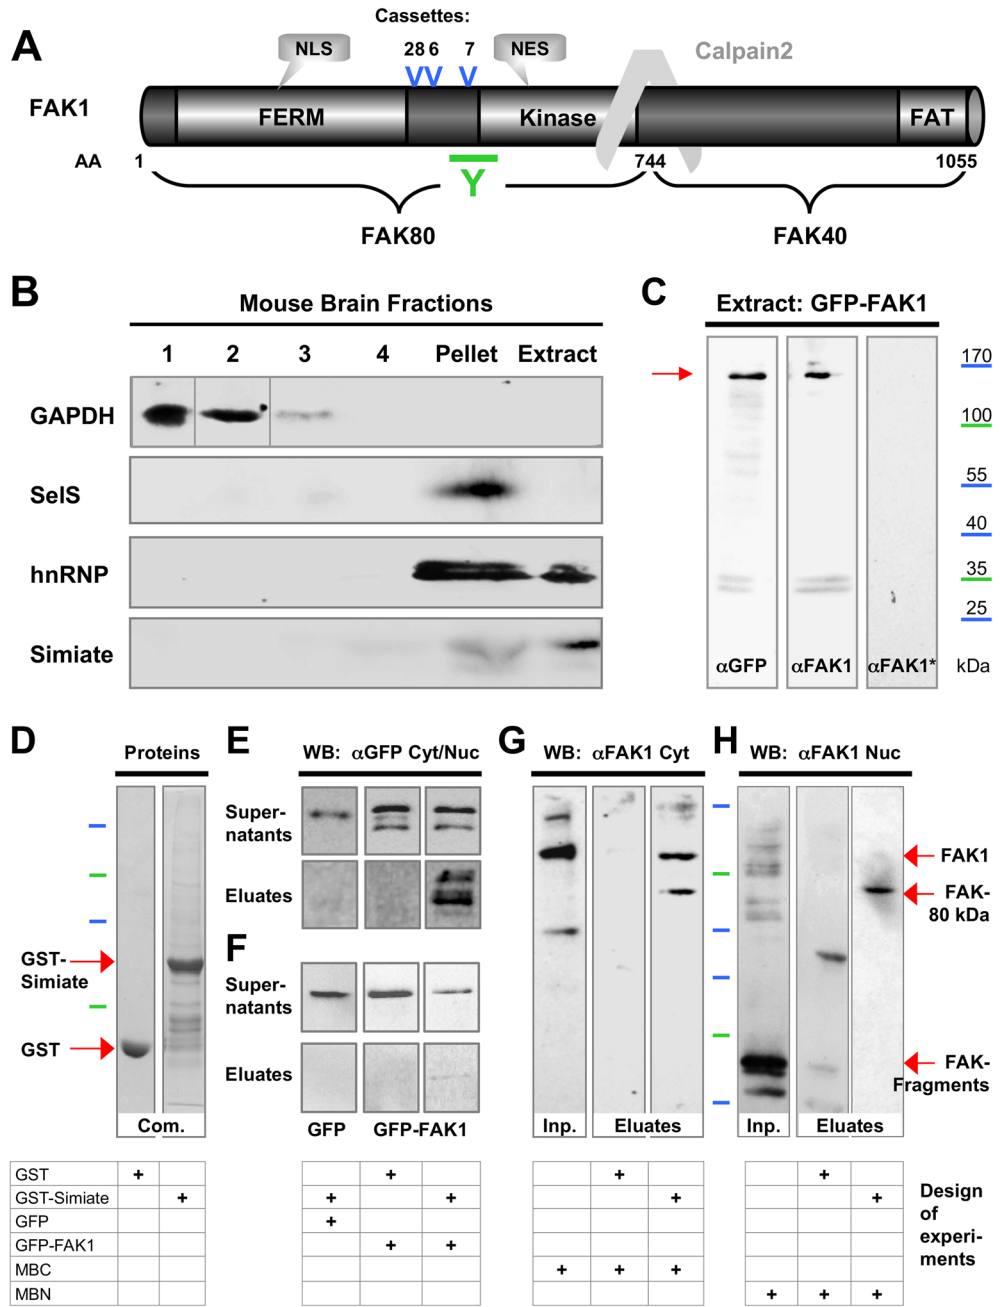 A
Cassettes:
NLS
28 6 7
NES
Calpain2
FAK1
FERM
Kinase
FAT
AA 1 744 1055
Y
FAK80
FAK40
B
Mouse Brain Fractions
1 2 3 4 Pellet Extract
GAPDH
SelS
hnRNP
Simiate
C
Extract: GFP-FAK1
170
100
55
40
35
25
kDa
αGFP αFAK1 αFAK1*
D
Proteins
GST-
Simiate
GST
Com.
E
WB: αGFP Cyt/Nuc
Super-
natants
Eluates
F
Super-
natants
Eluates
GFP GFP-FAK1
G
WB: αFAK1 Cyt
Inp. Eluates
H
WB: αFAK1 Nuc
FAK1
FAK-
80 kDa
FAK-
Fragments
Inp. Eluates
GST + + + +
GST-Simiate + + + + +
GFP +
GFP-FAK1 + +
MBC + + +
MBN + + +
Design
of
experi-
ments